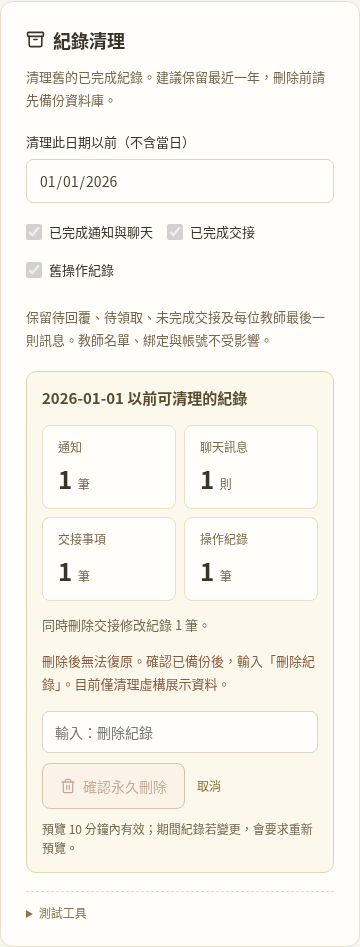 紀錄清理
清理舊的已完成紀錄。建議保留最近一年，刪除前請
先備份資料庫。
清理此日期以前（不含當日）
01/01/2026
已完成通知與聊天 已完成交接
舊操作紀錄
保留待回覆、待領取、未完成交接及每位教師最後一
則訊息。教師名單、綁定與帳號不受影響。
2026-01-01 以前可清理的紀錄
通知 聊天訊息
1 筆 1 則
交接事項 操作紀錄
1 筆 1 筆
同時刪除交接修改紀錄 1 筆。
刪除後無法復原。確認已備份後，輸入「刪除紀
錄」。目前僅清理虛構展示資料。
輸入：刪除紀錄
確認永久刪除 取消
預覽 10 分鐘內有效；期間紀錄若變更，會要求重新
預覽。
測試工具